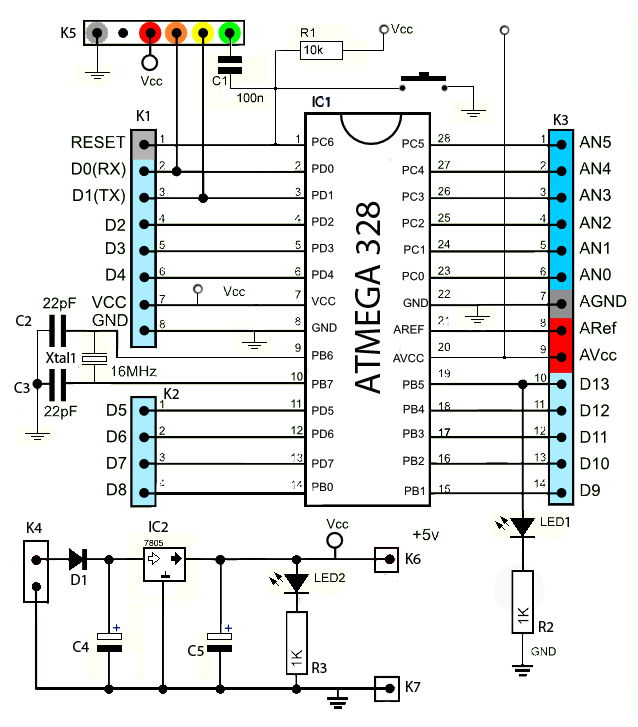 K5
R1
10k
Vcc
Vcc
C1
100n
K1
IC1
K3
RESET 1 1 PC6 PC5 28 1 AN5
D0(RX) 2 2 PD0 PC4 27 2 AN4
D1(TX) 3 3 PD1 PC3 26 3 AN3
D2 4 4 PD2 PC2 25 4 AN2
D3 5 5 PD3 PC1 24 5 AN1
D4 6 6 PD4 PC0 23 6 AN0
VCC 7 Vcc 7 VCC GND 22 7 AGND
GND 8 8 GND AREF 21 8 ARef
9 PB6 AVCC 20 9 AVcc
10 PB7 PB5 19 10 D13
ATMEGA 328
22pF
C2
Xtal1
16MHz
C3
22pF
K2
D5 1 11 PD5 PB4 18 11 D12
D6 2 12 PD6 PB3 17 12 D11
D7 3 13 PD7 PB2 16 13 D10
D8 4 14 PB0 PB1 15 14 D9
K4
D1
IC2
7805
Vcc
+5v
K6
LED1
LED2
C4
+
C5
+
1K
R3
1K
R2
GND
K7